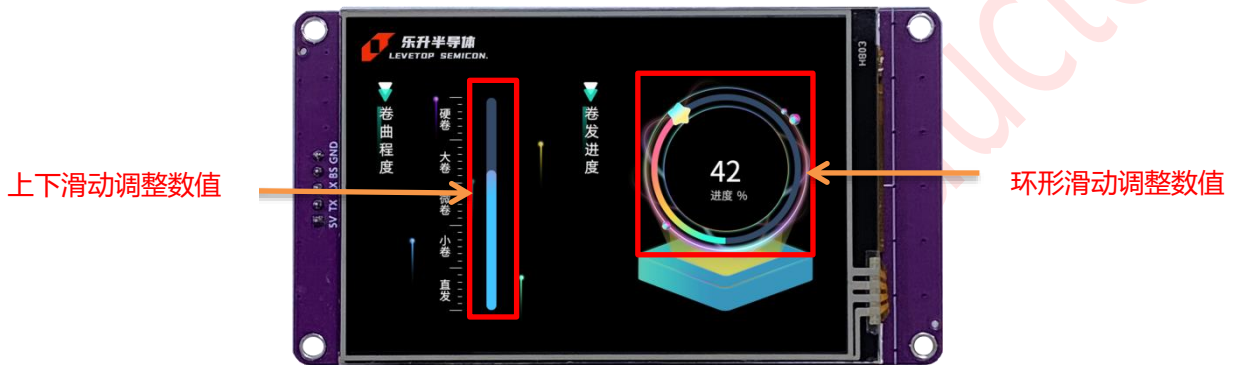 乐升半导体
LEVETOP SEMICON.
H803
卷曲程度
硬卷
大卷
微卷
小卷
直发
卷发进度
42
进度 %
5V TX RX BS GND
上下滑动调整数值
环形滑动调整数值